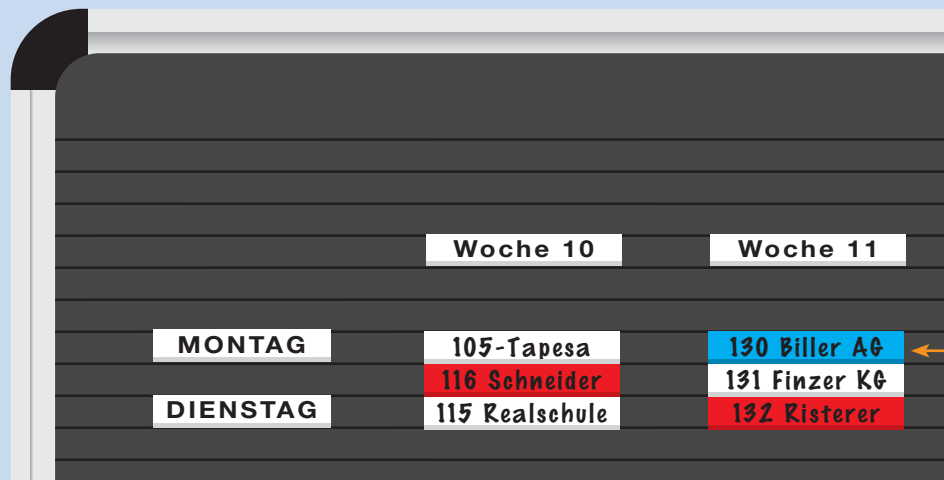 Woche 10 Woche 11
MONTAG 105-Tapesa 130 Biller AG
116 Schneider 131 Finzer KG
DIENSTAG 115 Realschule 132 Risterer